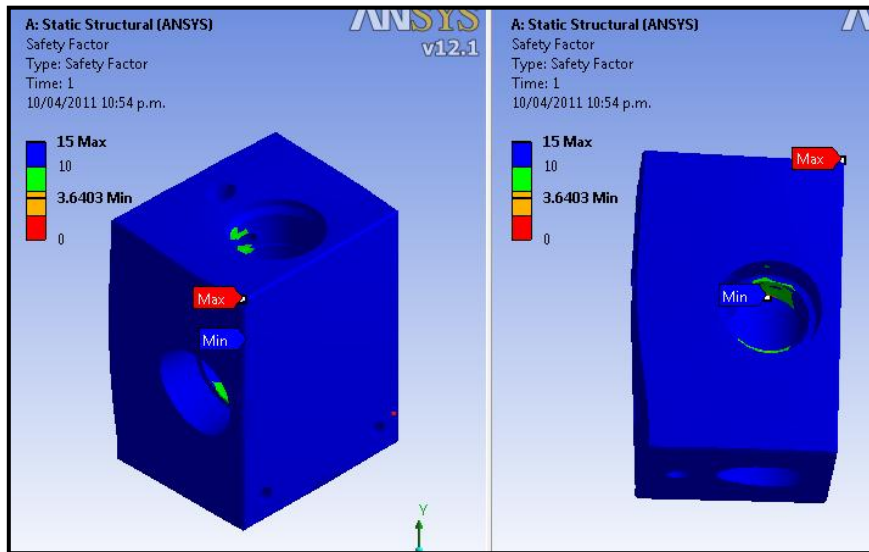 A: Static Structural (ANSYS)
Safety Factor
Type: Safety Factor
Time: 1
10/04/2011 10:54 p.m.
ANSYS
v12.1
15 Max
10
3.6403 Min
0
Max
Min
Y
A: Static Structural (ANSYS)
Safety Factor
Type: Safety Factor
Time: 1
10/04/2011 10:54 p.m.
15 Max
10
3.6403 Min
0
Max
Min